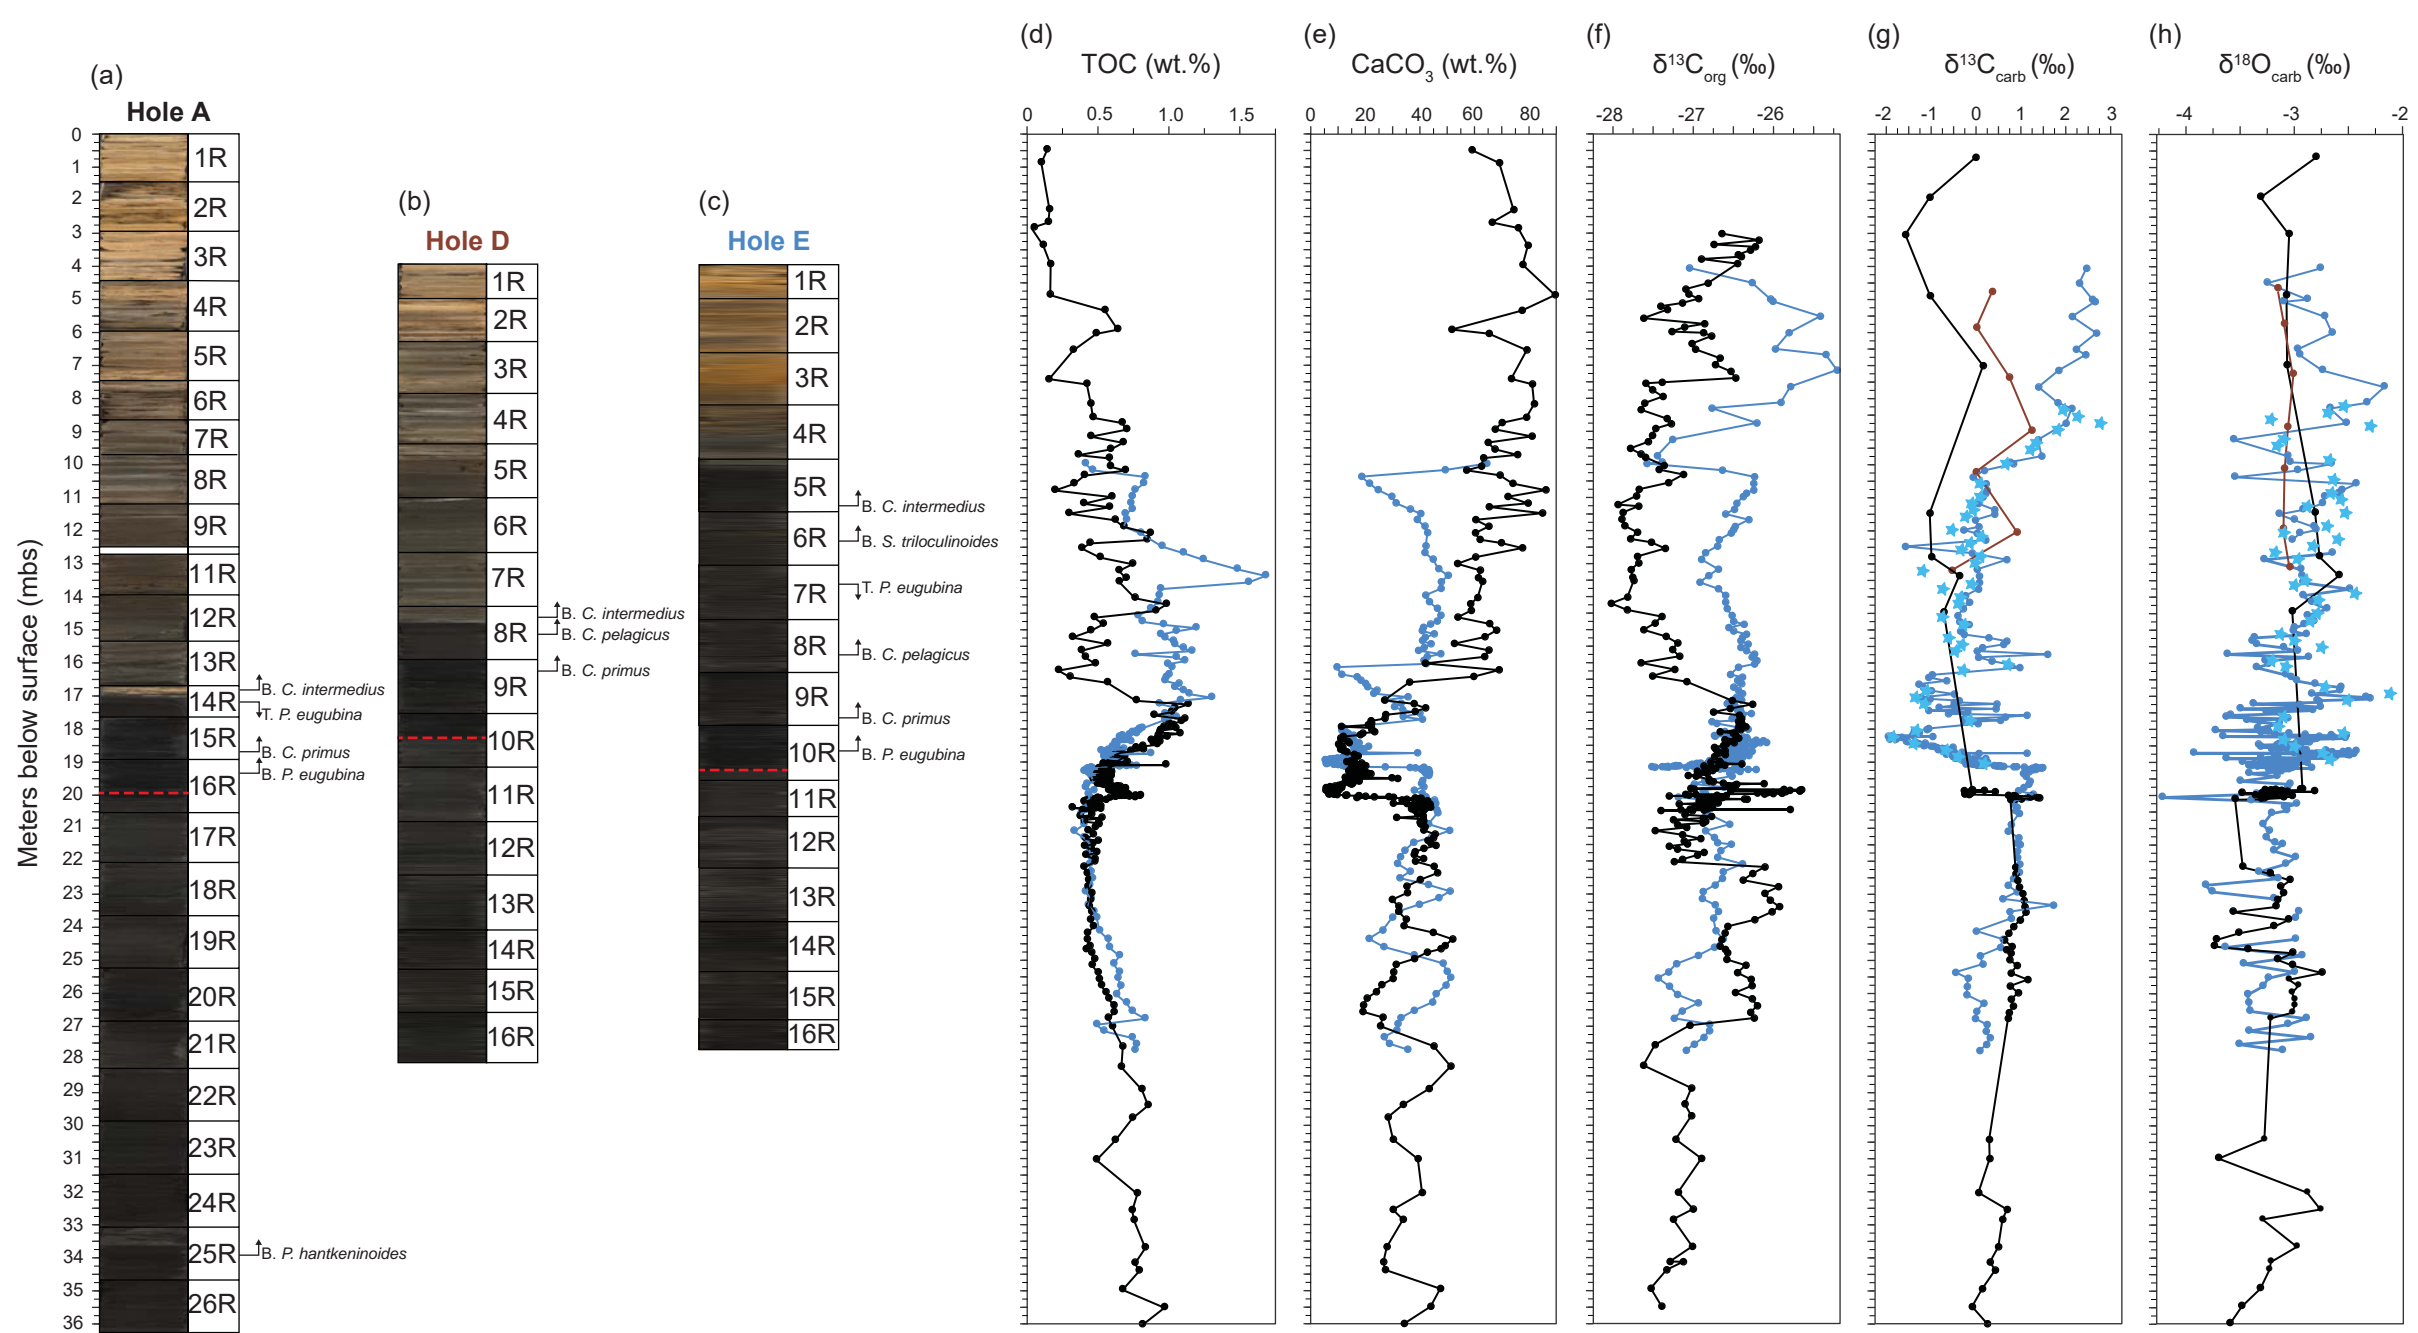 (a)
Hole A
(b)
Hole D
(c)
Hole E
(d)
TOC (wt.%)
(e)
CaCO3 (wt.%)
(f)
δ13Corg (‰)
(g)
δ13Ccarb (‰)
(h)
δ18Ocarb (‰)
0 0.5 1.0 1.5
0 20 40 60 80
-28 -27 -26
-2 -1 0 1 2 3
-4 -3 -2
Meters below surface (mbs)
0
1
2
3
4
5
6
7
8
9
10
11
12
13
14
15
16
17
18
19
20
21
22
23
24
25
26
27
28
29
30
31
32
33
34
35
36
1R
2R
3R
4R
5R
6R
7R
8R
9R
11R
12R
13R
14R
15R
16R
17R
18R
19R
20R
21R
22R
23R
24R
25R
26R
B. C. intermedius
T. P. eugubina
B. C. primus
B. P. eugubina
B. P. hantkeninoides
1R
2R
3R
4R
5R
6R
7R
8R
9R
10R
11R
12R
13R
14R
15R
16R
B. C. intermedius
B. C. pelagicus
B. C. primus
1R
2R
3R
4R
5R
6R
7R
8R
9R
10R
11R
12R
13R
14R
15R
16R
B. C. intermedius
B. S. triloculinoides
T. P. eugubina
B. C. pelagicus
B. C. primus
B. P. eugubina